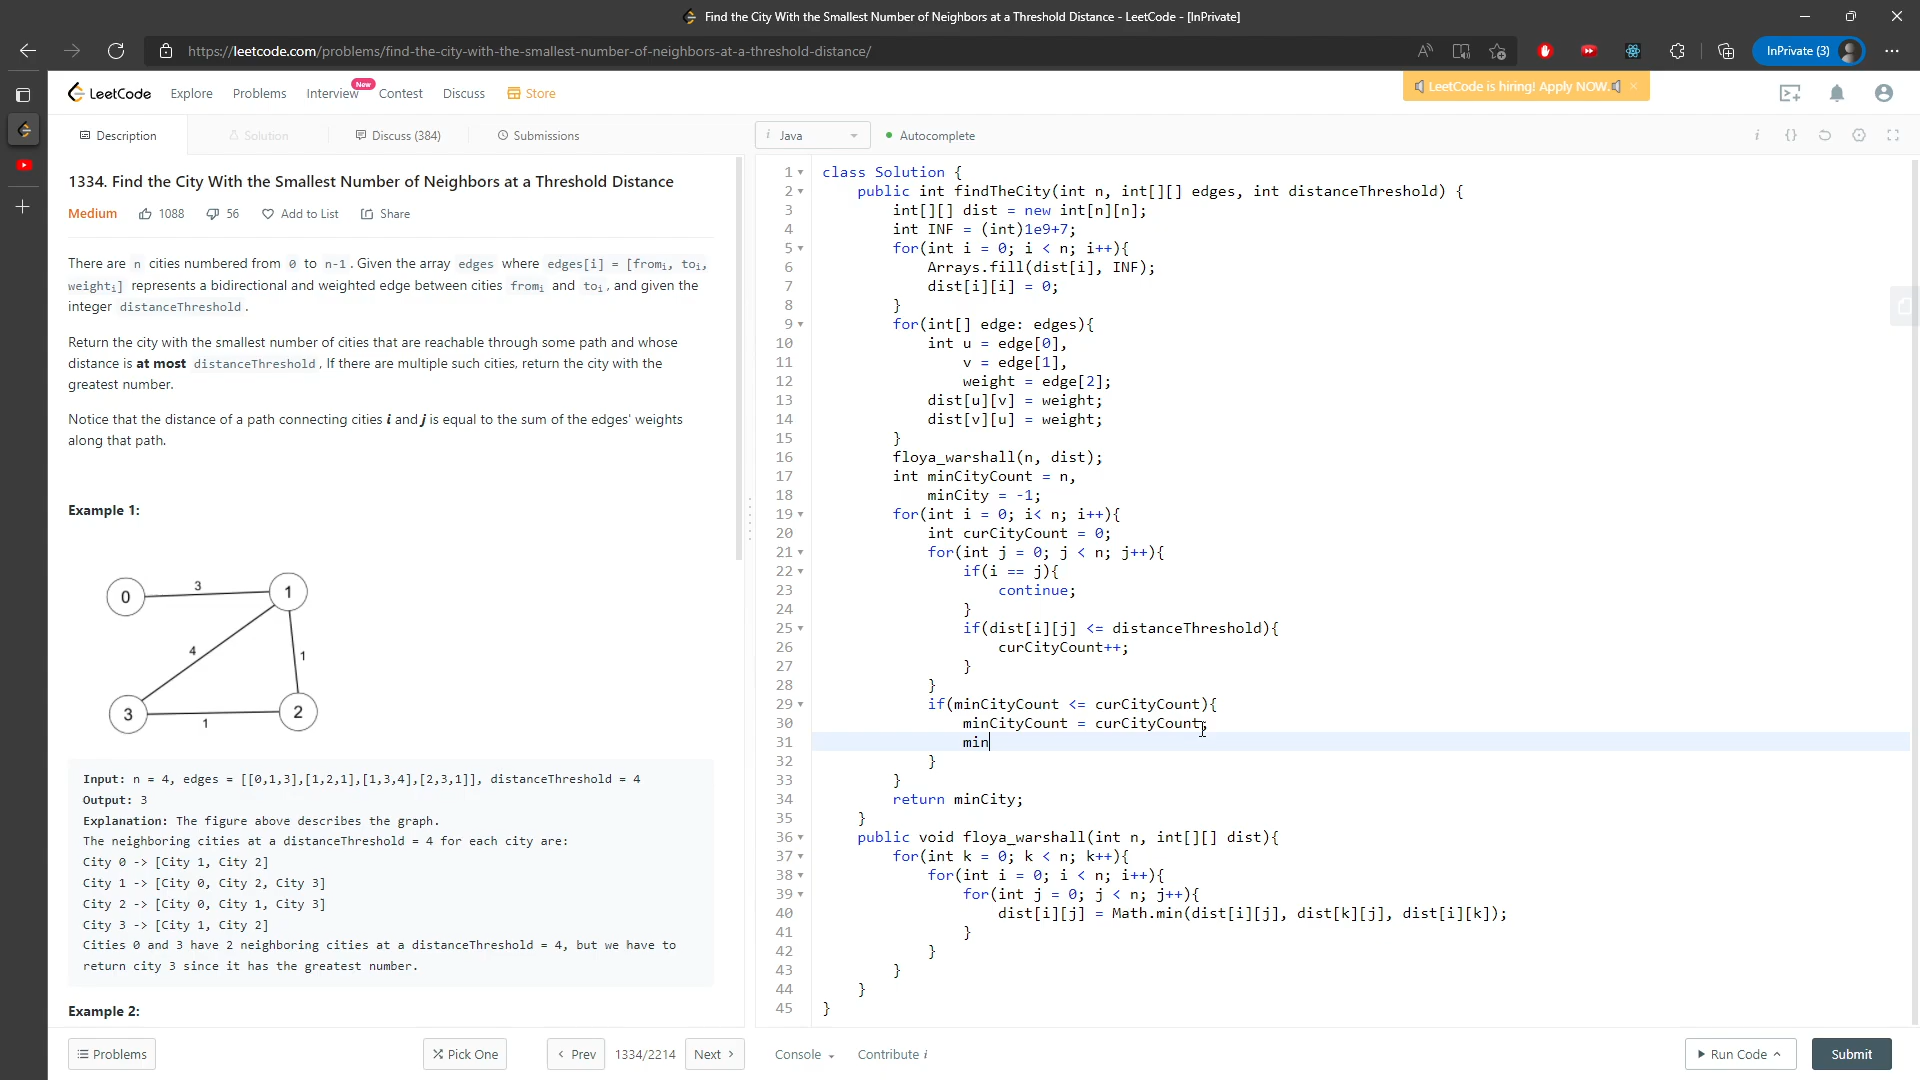 Find the City With the Smallest Number of Neighbors at a Threshold Distance - LeetCode - [InPrivate]
https://leetcode.com/problems/find-the-city-with-the-smallest-number-of-neighbors-at-a-threshold-distance/
InPrivate (3)
LeetCode
Explore
Problems
Interview
New
Contest
Discuss
Store
LeetCode is hiring! Apply NOW.
Description
Solution
Discuss (384)
Submissions
i Java
Autocomplete
1334. Find the City With the Smallest Number of Neighbors at a Threshold Distance
Medium
1088
56
Add to List
Share
There are n cities numbered from 0 to n-1. Given the array edges where edges[i] = [fromi, toi,
weighti] represents a bidirectional and weighted edge between cities fromi and toi, and given the
integer distanceThreshold.
Return the city with the smallest number of cities that are reachable through some path and whose
distance is at most distanceThreshold, If there are multiple such cities, return the city with the
greatest number.
Notice that the distance of a path connecting cities i and j is equal to the sum of the edges' weights
along that path.
Example 1:
0
3
1
4
1
3
1
2
Input: n = 4, edges = [[0,1,3],[1,2,1],[1,3,4],[2,3,1]], distanceThreshold = 4
Output: 3
Explanation: The figure above describes the graph.
The neighboring cities at a distanceThreshold = 4 for each city are:
City 0 -> [City 1, City 2]
City 1 -> [City 0, City 2, City 3]
City 2 -> [City 0, City 1, City 3]
City 3 -> [City 1, City 2]
Cities 0 and 3 have 2 neighboring cities at a distanceThreshold = 4, but we have to
return city 3 since it has the greatest number.
Example 2:
1 class Solution {
2 public int findTheCity(int n, int[][] edges, int distanceThreshold) {
3 int[][] dist = new int[n][n];
4 int INF = (int)1e9+7;
5 for(int i = 0; i < n; i++){
6 Arrays.fill(dist[i], INF);
7 dist[i][i] = 0;
8 }
9 for(int[] edge: edges){
10 int u = edge[0],
11 v = edge[1],
12 weight = edge[2];
13 dist[u][v] = weight;
14 dist[v][u] = weight;
15 }
16 floya_warshall(n, dist);
17 int minCityCount = n,
18 minCity = -1;
19 for(int i = 0; i< n; i++){
20 int curCityCount = 0;
21 for(int j = 0; j < n; j++){
22 if(i == j){
23 continue;
24 }
25 if(dist[i][j] <= distanceThreshold){
26 curCityCount++;
27 }
28 }
29 if(minCityCount <= curCityCount){
30 minCityCount = curCityCount;
31 min
32 }
33 }
34 return minCity;
35 }
36 public void floya_warshall(int n, int[][] dist){
37 for(int k = 0; k < n; k++){
38 for(int i = 0; i < n; i++){
39 for(int j = 0; j < n; j++){
40 dist[i][j] = Math.min(dist[i][j], dist[k][j], dist[i][k]);
41 }
42 }
43 }
44 }
45 }
Problems
Pick One
< Prev
1334/2214
Next >
Console
Contribute i
Run Code
Submit